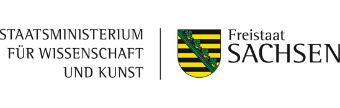 STAATSMINISTERIUM
FÜR WISSENSCHAFT
UND KUNST
Freistaat
SACHSEN